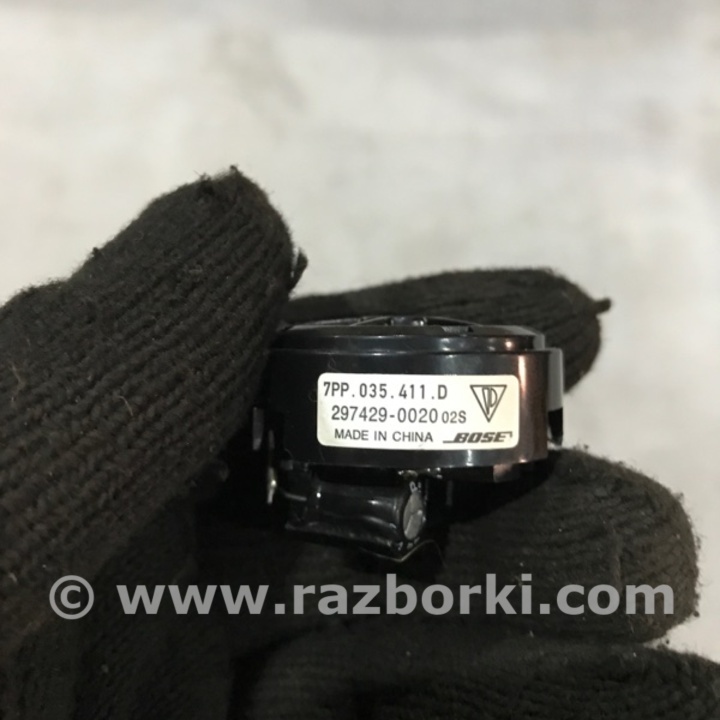 7PP.035.411.D
297429-0020 02S
MADE IN CHINA BOSE
© www.razborki.com